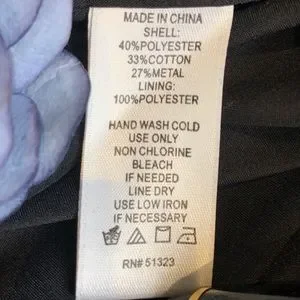 MADE IN CHINA
SHELL:
40%POLYESTER
33%COTTON
27%METAL
LINING:
100%POLYESTER
HAND WASH COLD
USE ONLY
NON CHLORINE
BLEACH
IF NEEDED
LINE DRY
USE LOW IRON
IF NECESSARY
RN# 51323